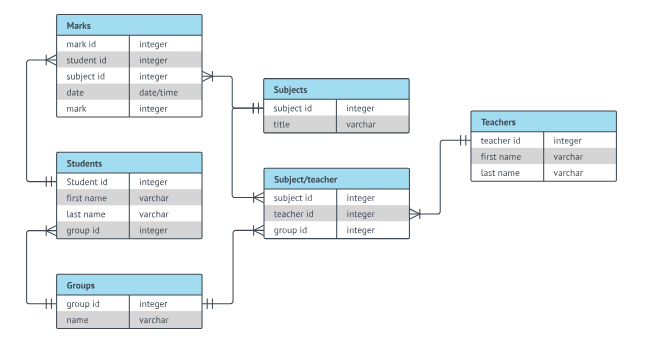 Marks
mark id integer
student id integer
subject id integer
date date/time
mark integer
Subjects
subject id integer
title varchar
Teachers
teacher id integer
first name varchar
last name varchar
Students
Student id integer
first name varchar
last name varchar
group id integer
Subject/teacher
subject id integer
teacher id integer
group id integer
Groups
group id integer
name varchar